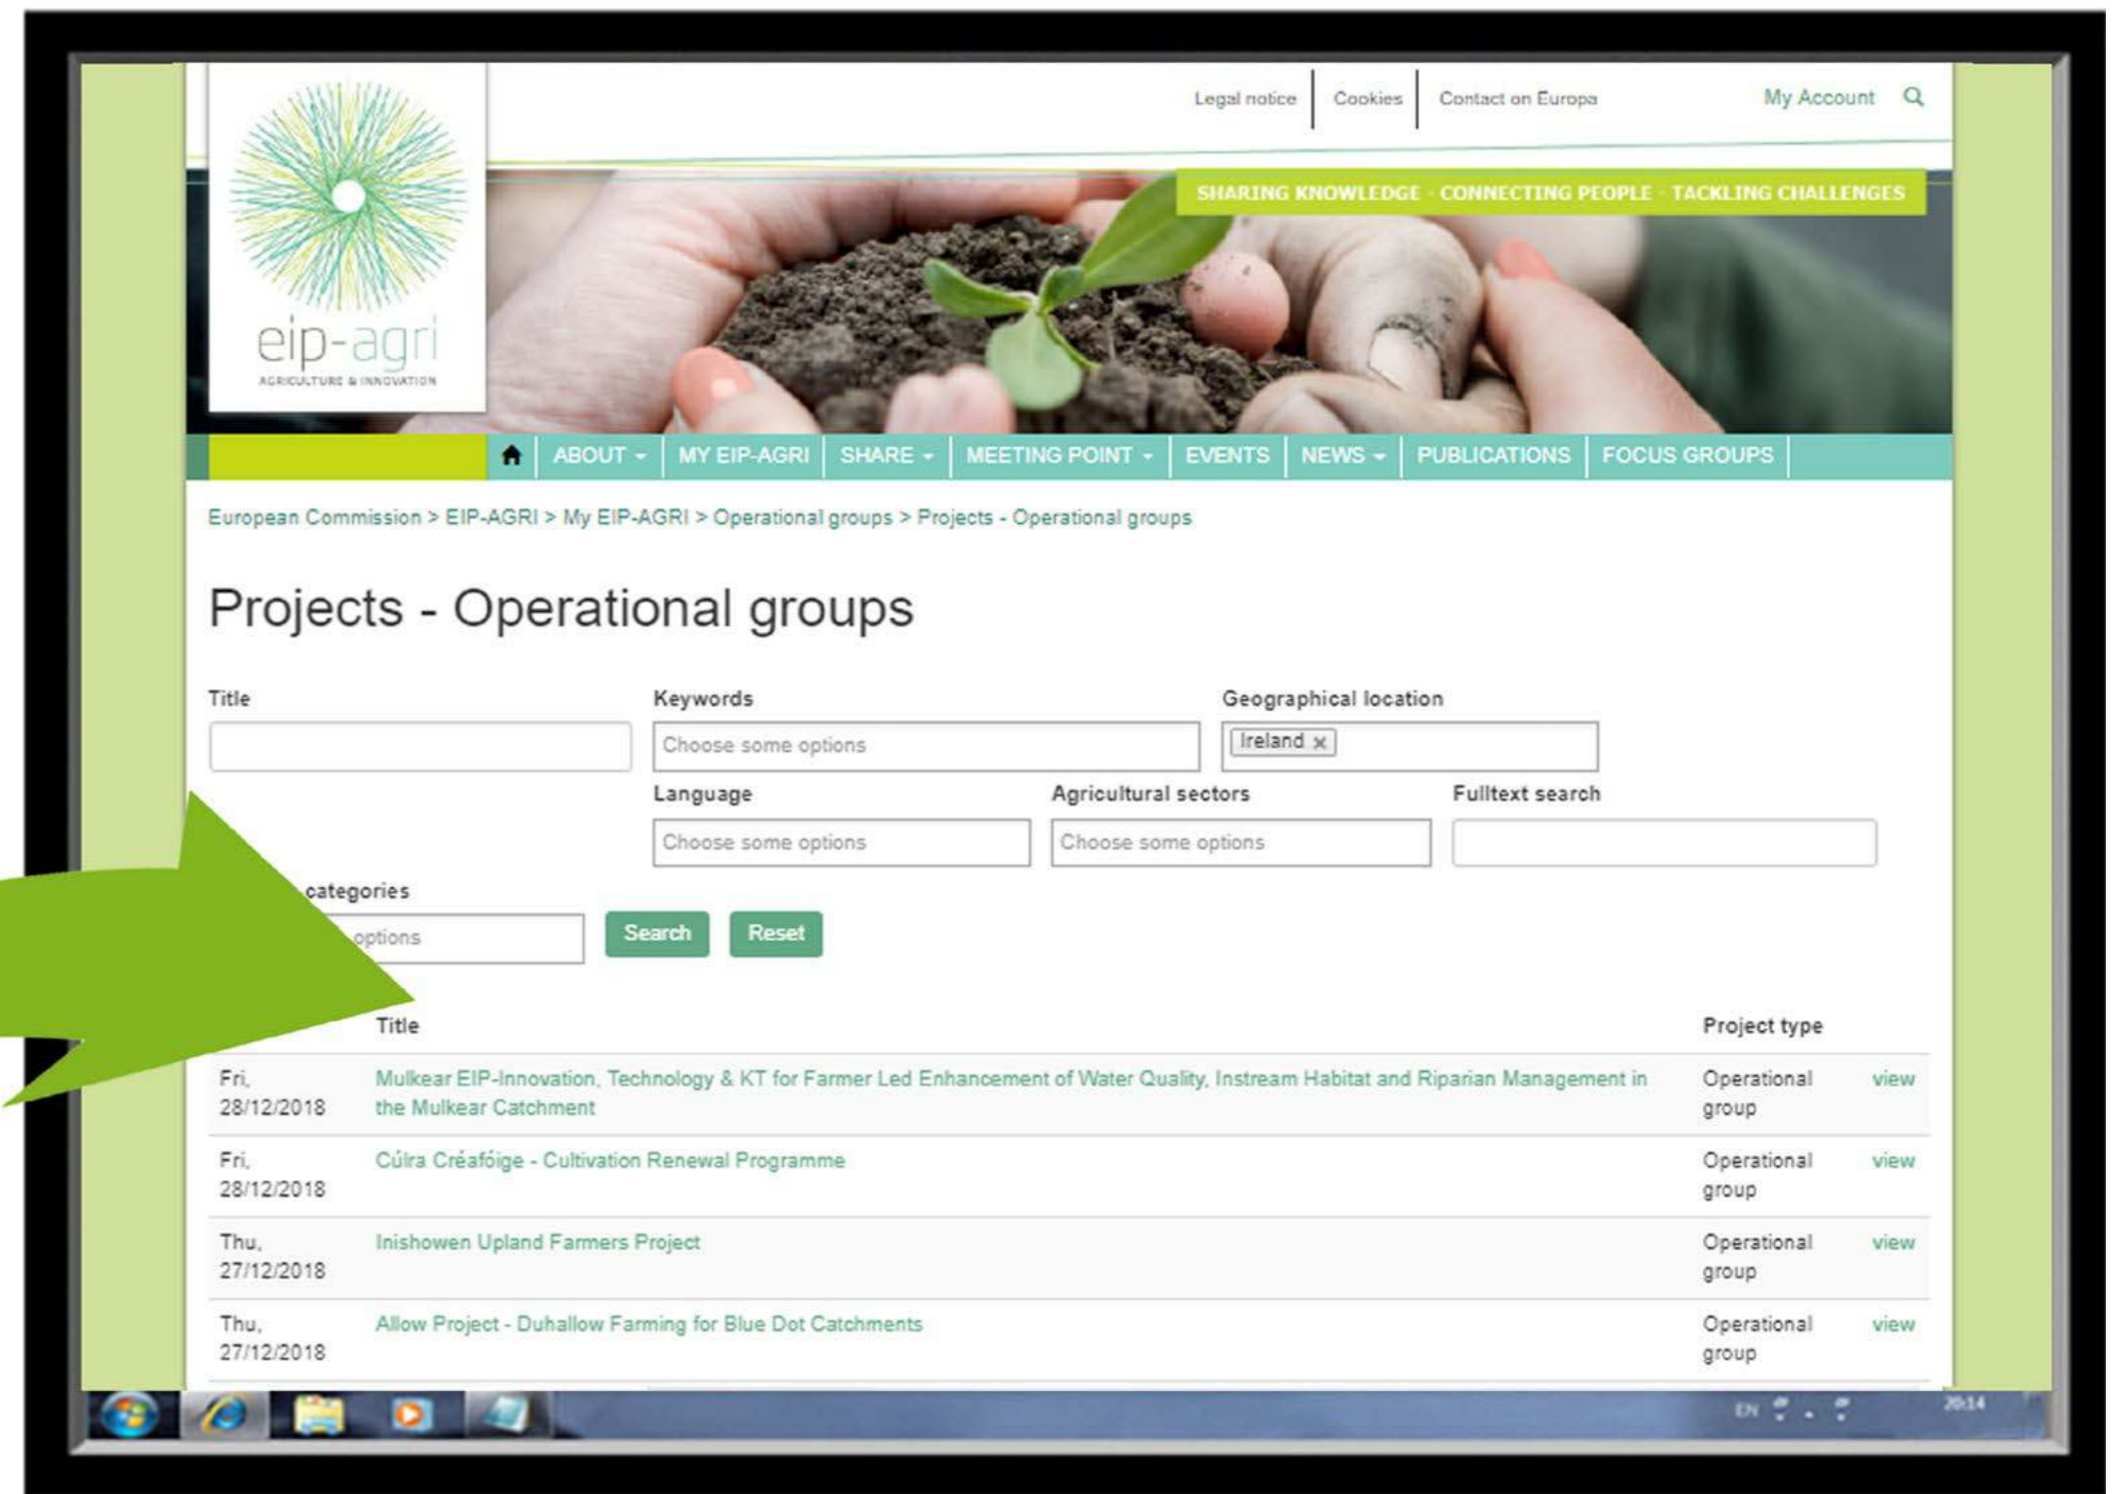 Legal notice
Cookies
Contact on Europa
My Account
SHARING KNOWLEDGE - CONNECTING PEOPLE - TACKLING CHALLENGES
eip-agri
AGRICULTURE & INNOVATION
ABOUT
MY EIP-AGRI
SHARE
MEETING POINT
EVENTS
NEWS
PUBLICATIONS
FOCUS GROUPS
European Commission > EIP-AGRI > My EIP-AGRI > Operational groups > Projects - Operational groups
Projects - Operational groups
Title
Keywords
Geographical location
Choose some options
Ireland x
Language
Agricultural sectors
Fulltext search
Choose some options
Choose some options
categories
options
Search
Reset
Title
Project type
Fri,
28/12/2018
Mulkear EIP-Innovation, Technology & KT for Farmer Led Enhancement of Water Quality, Instream Habitat and Riparian Management in
the Mulkear Catchment
Operational
group
view
Fri,
28/12/2018
Cúlra Créafóige - Cultivation Renewal Programme
Operational
group
view
Thu,
27/12/2018
Inishowen Upland Farmers Project
Operational
group
view
Thu,
27/12/2018
Allow Project - Duhallow Farming for Blue Dot Catchments
Operational
group
view
EN
20:14